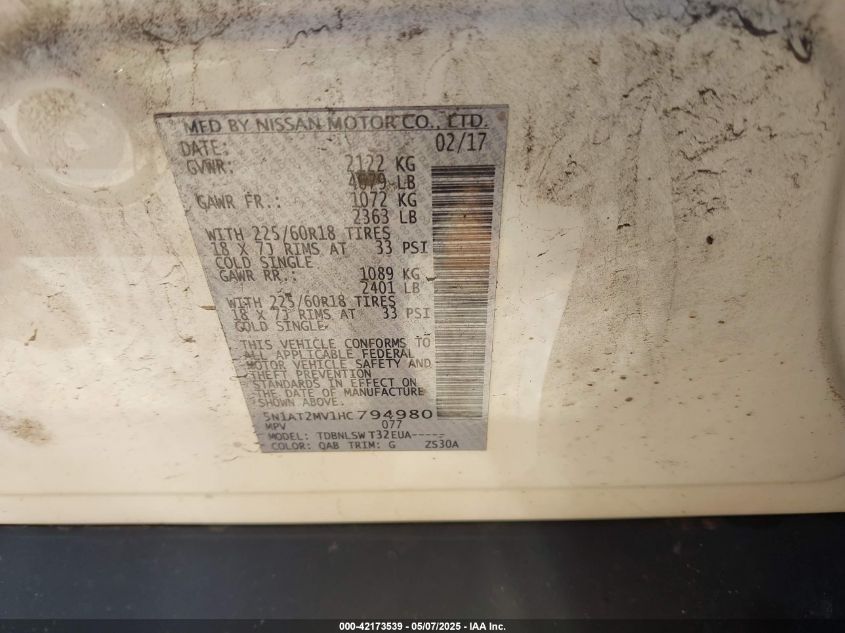 MFD BY NISSAN MOTOR CO., LTD.
DATE: 02/17
GVWR: 2122 KG
4679 LB
GAWR FR.: 1072 KG
2363 LB
WITH 225/60R18 TIRES
18 X 7J RIMS AT 33 PSI
COLD SINGLE
GAWR RR.: 1089 KG
2401 LB
WITH 225/60R18 TIRES
18 X 7J RIMS AT 33 PSI
COLD SINGLE
THIS VEHICLE CONFORMS TO
ALL APPLICABLE FEDERAL
MOTOR VEHICLE SAFETY AND
THEFT PREVENTION
STANDARDS IN EFFECT ON
THE DATE OF MANUFACTURE
SHOWN ABOVE.
5N1AT2MV1HC794980
MPV 077
MODEL: TDBNLSW T32EUA-----
COLOR: QAB TRIM: G ZS30A
000-42173539 - 05/07/2025 - IAA Inc.